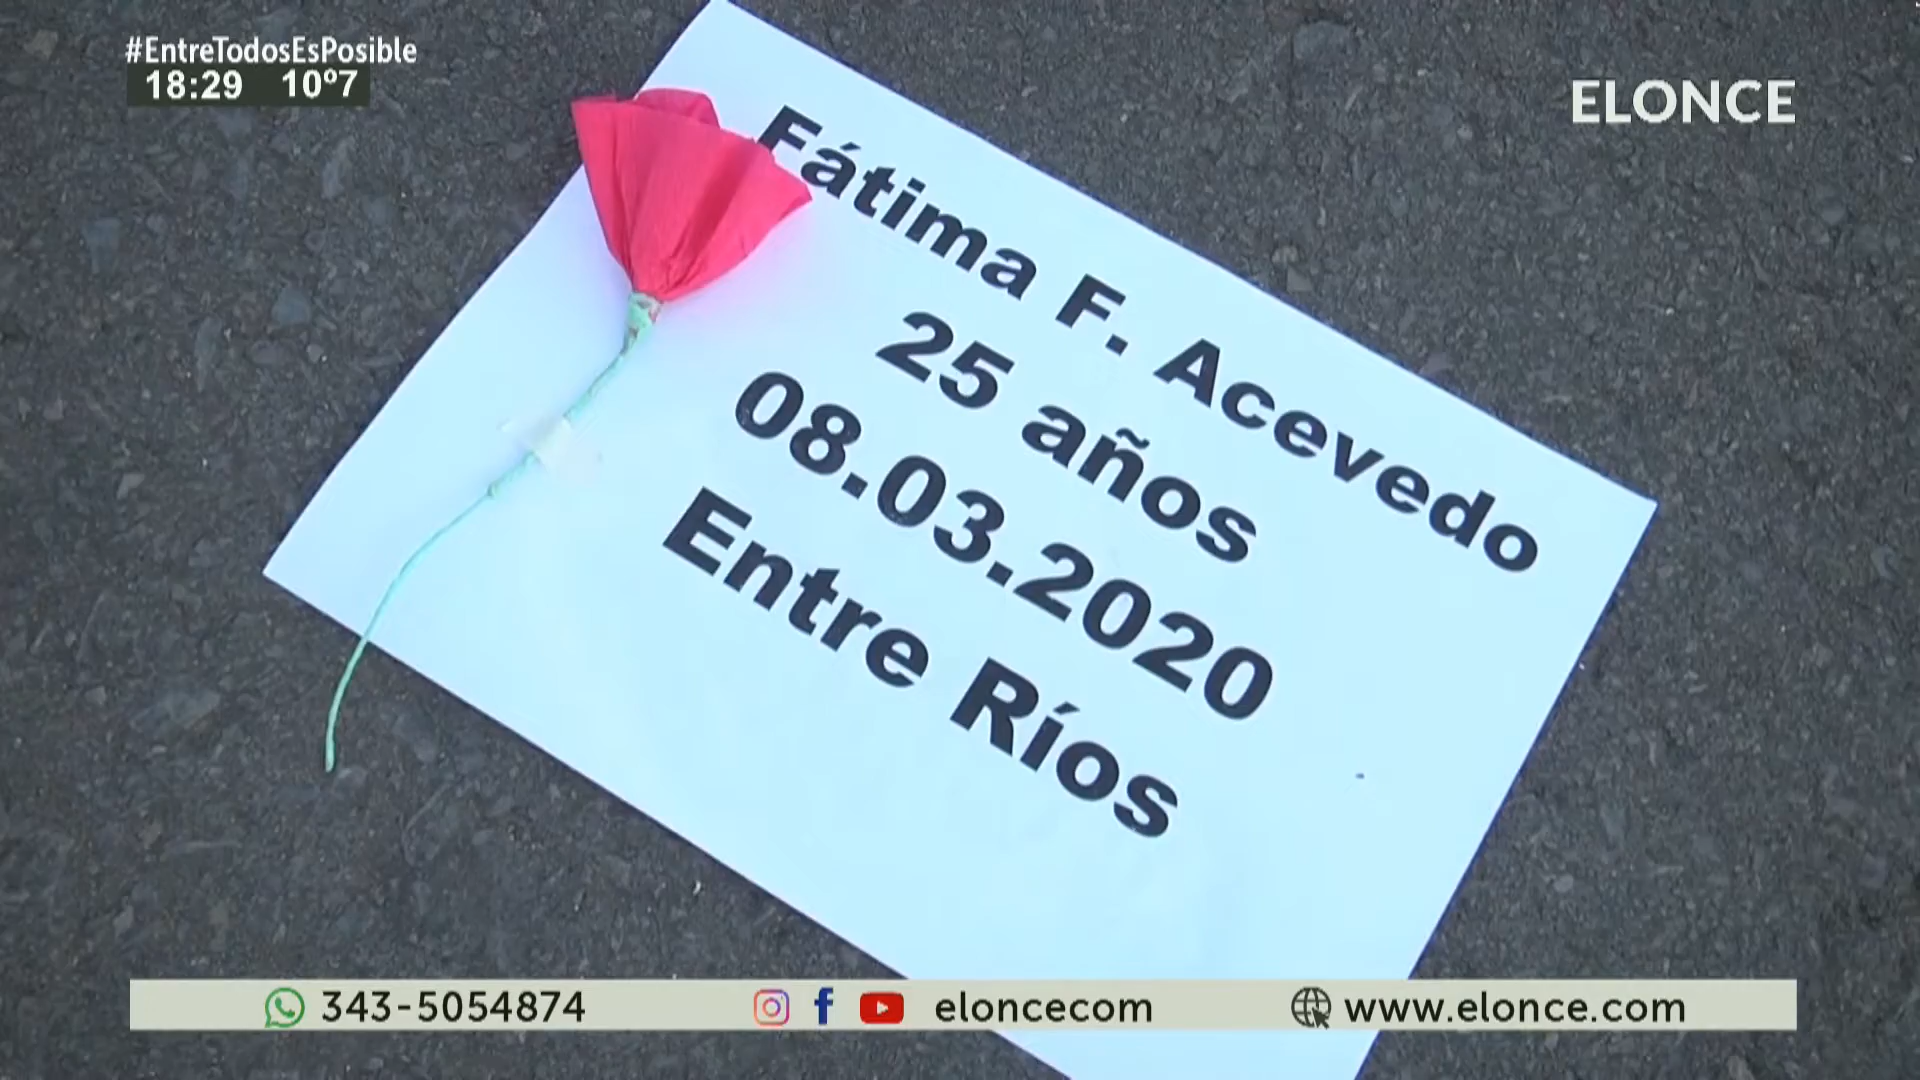 #EntreTodosEsPosible
18:29 10º7
ELONCE
Fátima F. Acevedo
25 años
08.03.2020
Entre Ríos
343-5054874
eloncecom
www.elonce.com